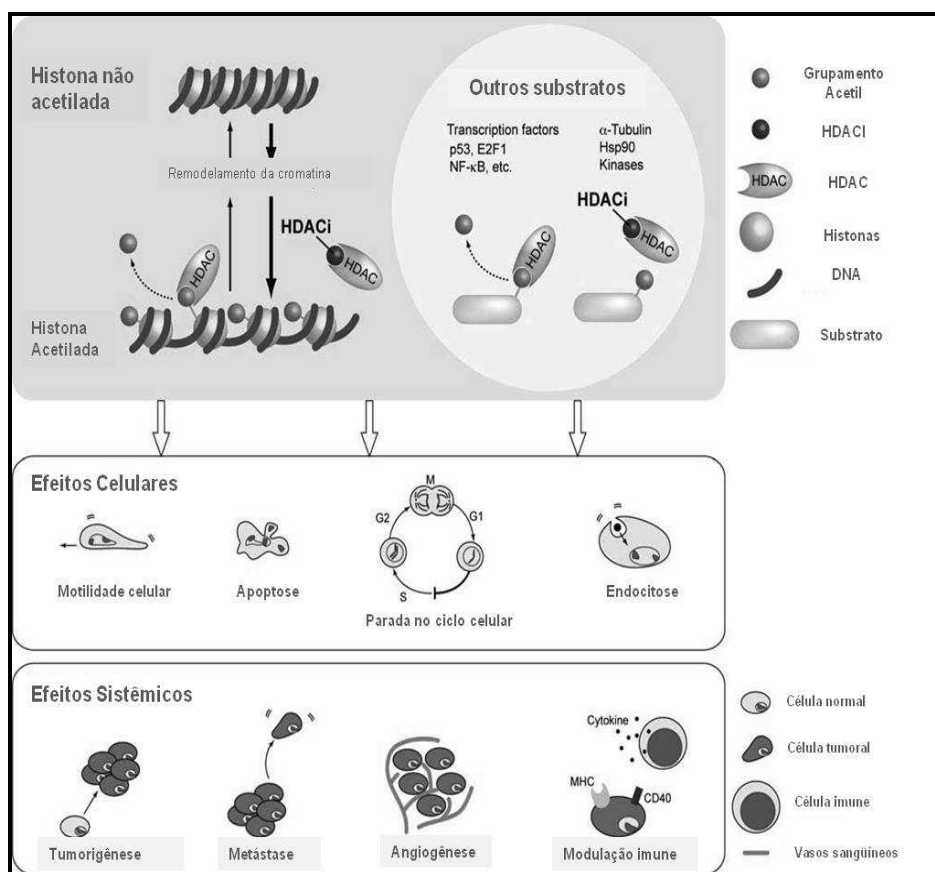 Histona não
acetilada
Remodelamento da cromatina
HDACi
HDAC
HDAC
Histona
Acetilada
Outros substratos
Transcription factors
p53, E2F1
NF-κB, etc.
α-Tubulin
Hsp90
Kinases
HDACi
HDAC
HDAC
Grupamento
Acetil
HDACI
HDAC
HDAC
Histonas
DNA
Substrato
Efeitos Celulares
Motilidade celular
Apoptose
M
G2
G1
S
Parada no ciclo celular
Endocitose
Efeitos Sistêmicos
Tumorigênese
Metástase
Angiogênese
Cytokine
MHC
CD40
Modulação imune
Célula normal
Célula tumoral
Célula imune
Vasos sangüíneos